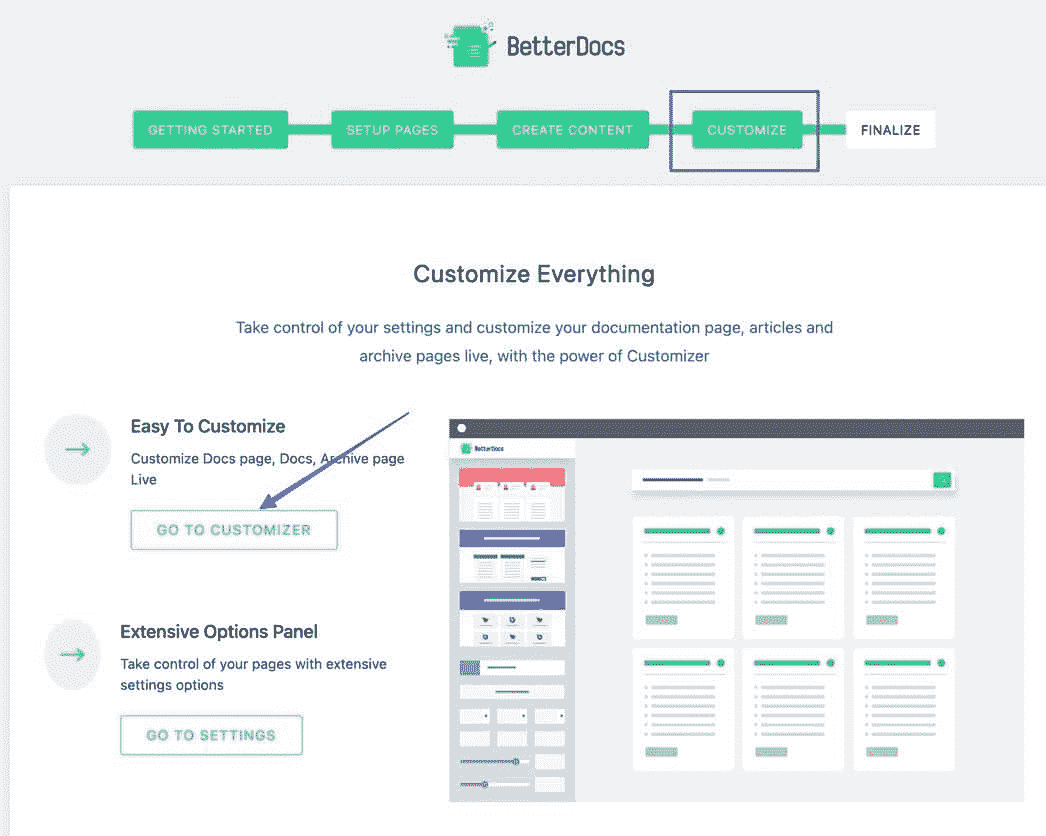 BetterDocs
GETTING STARTED
SETUP PAGES
CREATE CONTENT
CUSTOMIZE
FINALIZE
Customize Everything
Take control of your settings and customize your documentation page, articles and
archive pages live, with the power of Customizer
Easy To Customize
Customize Docs page, Docs, Archive page
Live
GO TO CUSTOMIZER
Extensive Options Panel
Take control of your pages with extensive
settings options
GO TO SETTINGS
BetterDocs